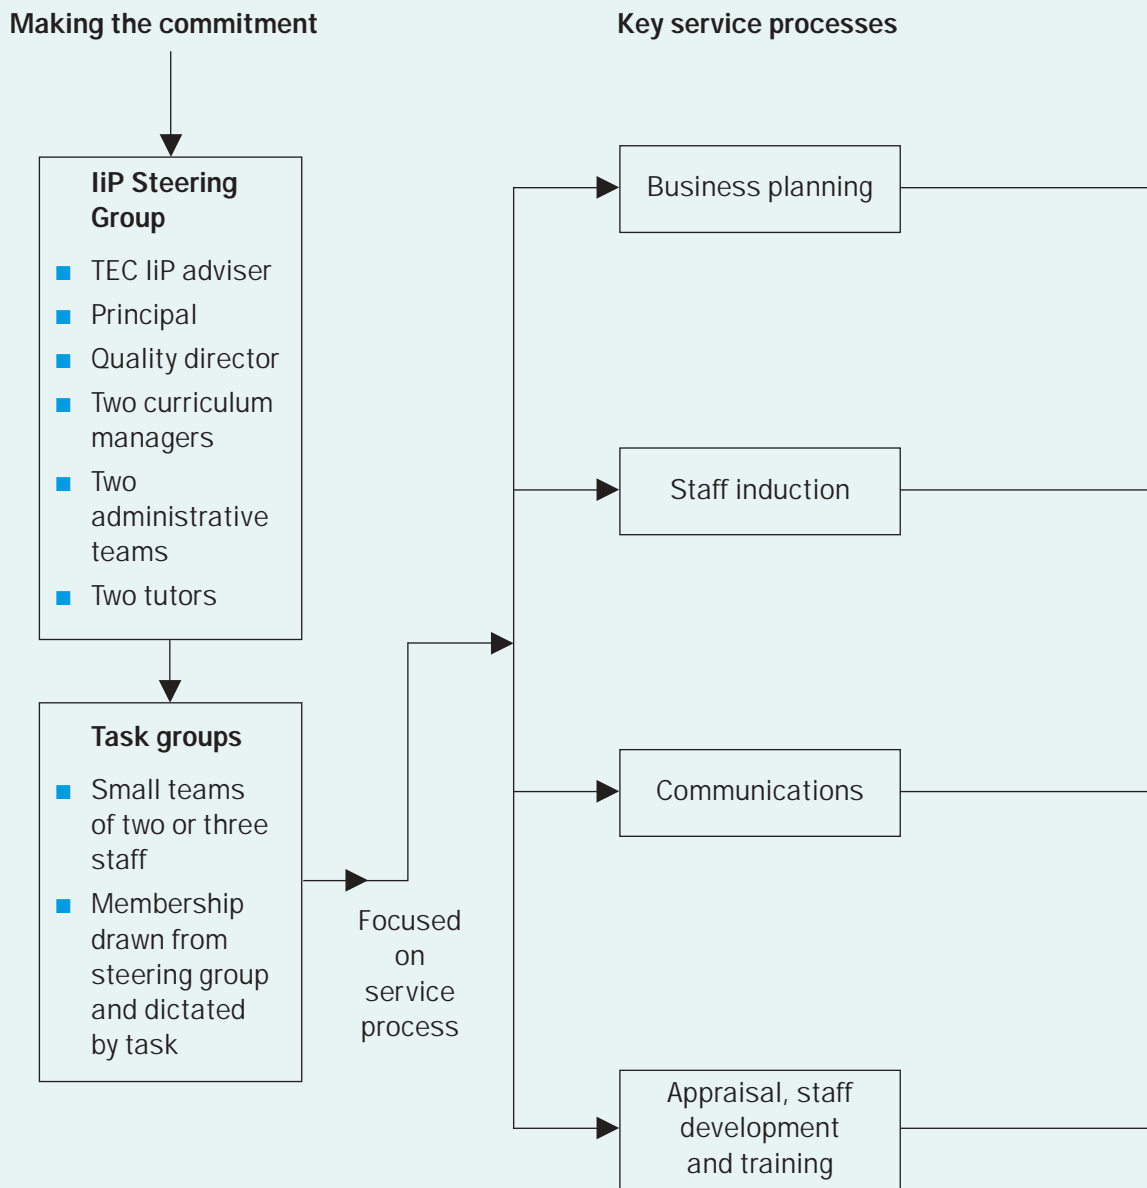 Making the commitment
Key service processes
IiP Steering
Group
TEC IiP adviser
Principal
Quality director
Two curriculum
managers
Two
administrative
teams
Two tutors
Task groups
Small teams
of two or three
staff
Membership
drawn from
steering group
and dictated
by task
Focused
on
service
process
Business planning
Staff induction
Communications
Appraisal, staff
development
and training